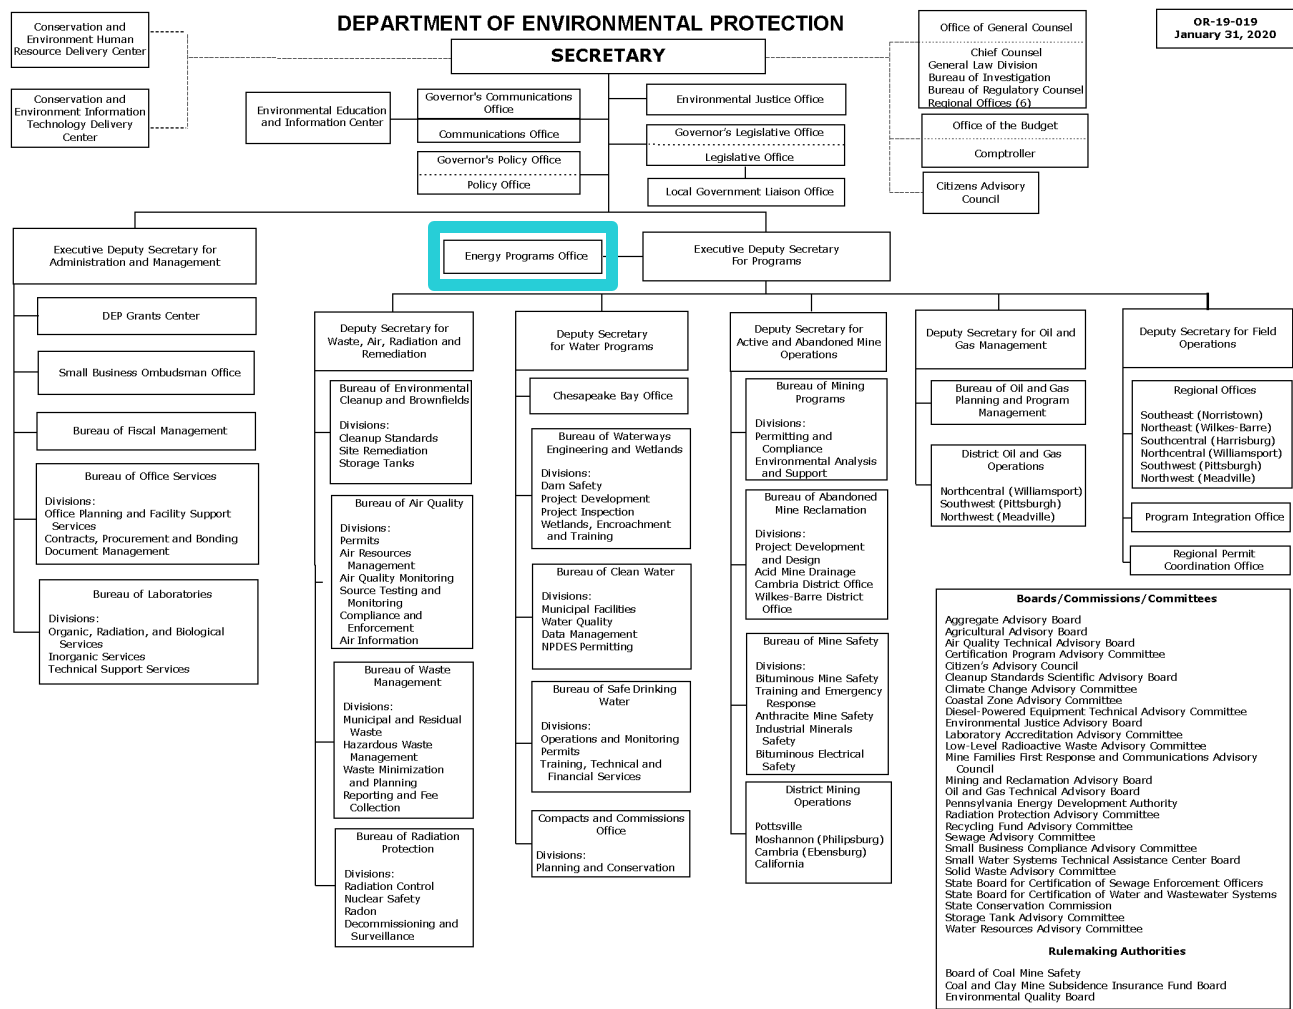 DEPARTMENT OF ENVIRONMENTAL PROTECTION
OR-19-019
January 31, 2020
SECRETARY
Conservation and
Environment Human
Resource Delivery Center
Conservation and
Environment Information
Technology Delivery
Center
Environmental Education
and Information Center
Governor's Communications
Office
Communications Office
Governor's Policy Office
Policy Office
Environmental Justice Office
Governor's Legislative Office
Legislative Office
Local Government Liaison Office
Office of General Counsel
Chief Counsel
General Law Division
Bureau of Investigation
Bureau of Regulatory Counsel
Regional Offices (6)
Office of the Budget
Comptroller
Citizens Advisory
Council
Executive Deputy Secretary for
Administration and Management
Energy Programs Office
Executive Deputy Secretary
For Programs
DEP Grants Center
Small Business Ombudsman Office
Bureau of Fiscal Management
Bureau of Office Services
Divisions:
Office Planning and Facility Support
Services
Contracts, Procurement and Bonding
Document Management
Bureau of Laboratories
Divisions:
Organic, Radiation, and Biological
Services
Inorganic Services
Technical Support Services
Deputy Secretary for
Waste, Air, Radiation and
Remediation
Bureau of Environmental
Cleanup and Brownfields
Divisions:
Cleanup Standards
Site Remediation
Storage Tanks
Bureau of Air Quality
Divisions:
Permits
Air Resources
Management
Air Quality Monitoring
Source Testing and
Monitoring
Compliance and
Enforcement
Air Information
Bureau of Waste
Management
Divisions:
Municipal and Residual
Waste
Hazardous Waste
Management
Waste Minimization
and Planning
Reporting and Fee
Collection
Bureau of Radiation
Protection
Divisions:
Radiation Control
Nuclear Safety
Radon
Decommissioning and
Surveillance
Deputy Secretary
for Water Programs
Chesapeake Bay Office
Bureau of Waterways
Engineering and Wetlands
Divisions:
Dam Safety
Project Development
Project Inspection
Wetlands, Encroachment
and Training
Bureau of Clean Water
Divisions:
Municipal Facilities
Water Quality
Data Management
NPDES Permitting
Bureau of Safe Drinking
Water
Divisions:
Operations and Monitoring
Permits
Training, Technical and
Financial Services
Compacts and Commissions
Office
Divisions:
Planning and Conservation
Deputy Secretary for
Active and Abandoned Mine
Operations
Bureau of Mining
Programs
Divisions:
Permitting and
Compliance
Environmental Analysis
and Support
Bureau of Abandoned
Mine Reclamation
Divisions:
Project Development
and Design
Acid Mine Drainage
Cambria District Office
Wilkes-Barre District
Office
Bureau of Mine Safety
Divisions:
Bituminous Mine Safety
Training and Emergency
Response
Anthracite Mine Safety
Industrial Minerals
Safety
Bituminous Electrical
Safety
District Mining
Operations
Pottsville
Moshannon (Philipsburg)
Cambria (Ebensburg)
California
Deputy Secretary for Oil and
Gas Management
Bureau of Oil and Gas
Planning and Program
Management
District Oil and Gas
Operations
Northcentral (Williamsport)
Southwest (Pittsburgh)
Northwest (Meadville)
Deputy Secretary for Field
Operations
Regional Offices
Southeast (Norristown)
Northeast (Wilkes-Barre)
Southcentral (Harrisburg)
Northcentral (Williamsport)
Southwest (Pittsburgh)
Northwest (Meadville)
Program Integration Office
Regional Permit
Coordination Office
Boards/Commissions/Committees
Aggregate Advisory Board
Agricultural Advisory Board
Air Quality Technical Advisory Board
Certification Program Advisory Committee
Citizen's Advisory Council
Cleanup Standards Scientific Advisory Board
Climate Change Advisory Committee
Coastal Zone Advisory Committee
Diesel-Powered Equipment Technical Advisory Committee
Environmental Justice Advisory Board
Laboratory Accreditation Advisory Committee
Low-Level Radioactive Waste Advisory Committee
Mine Families First Response and Communications Advisory
Council
Mining and Reclamation Advisory Board
Oil and Gas Technical Advisory Board
Pennsylvania Energy Development Authority
Radiation Protection Advisory Committee
Recycling Fund Advisory Committee
Sewage Advisory Committee
Small Business Compliance Advisory Committee
Small Water Systems Technical Assistance Center Board
Solid Waste Advisory Committee
State Board for Certification of Sewage Enforcement Officers
State Board for Certification of Water and Wastewater Systems
State Conservation Commission
Storage Tank Advisory Committee
Water Resources Advisory Committee
Rulemaking Authorities
Board of Coal Mine Safety
Coal and Clay Mine Subsidence Insurance Fund Board
Environmental Quality Board